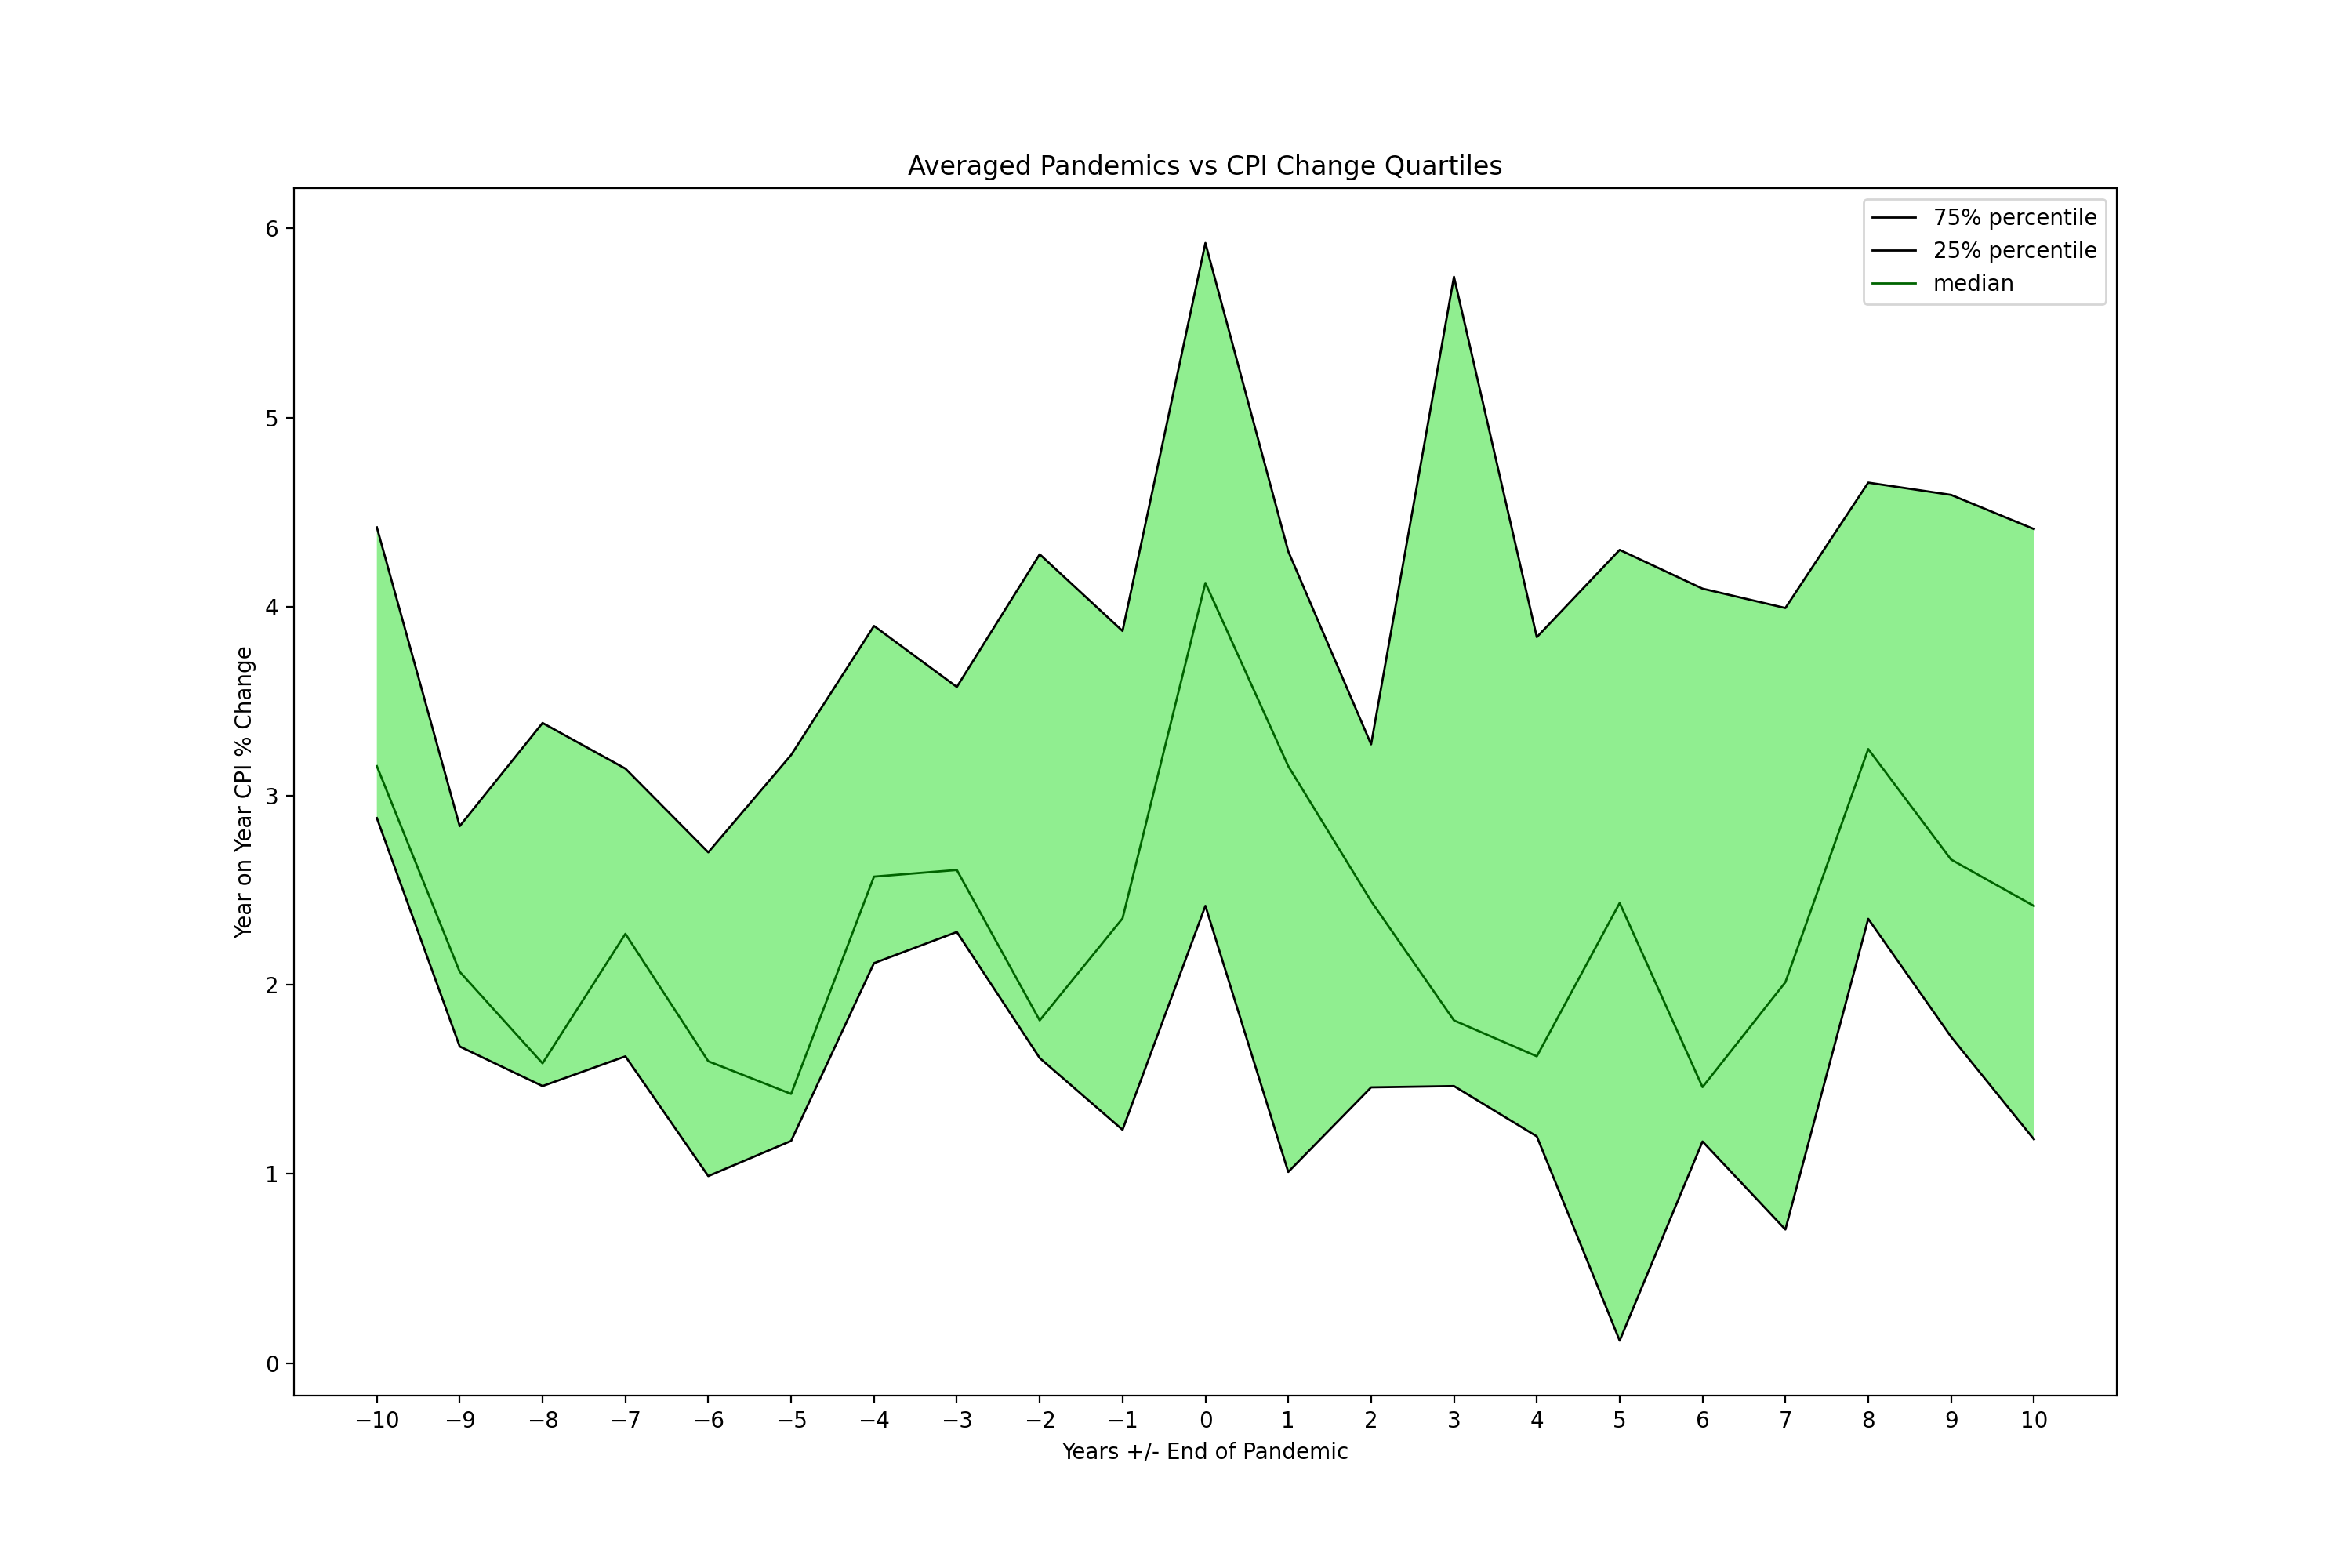 Averaged Pandemics vs CPI Change Quartiles
75% percentile
25% percentile
median
6
5
4
3
2
1
0
Year on Year CPI % Change
−10 −9 −8 −7 −6 −5 −4 −3 −2 −1 0 1 2 3 4 5 6 7 8 9 10
Years +/- End of Pandemic